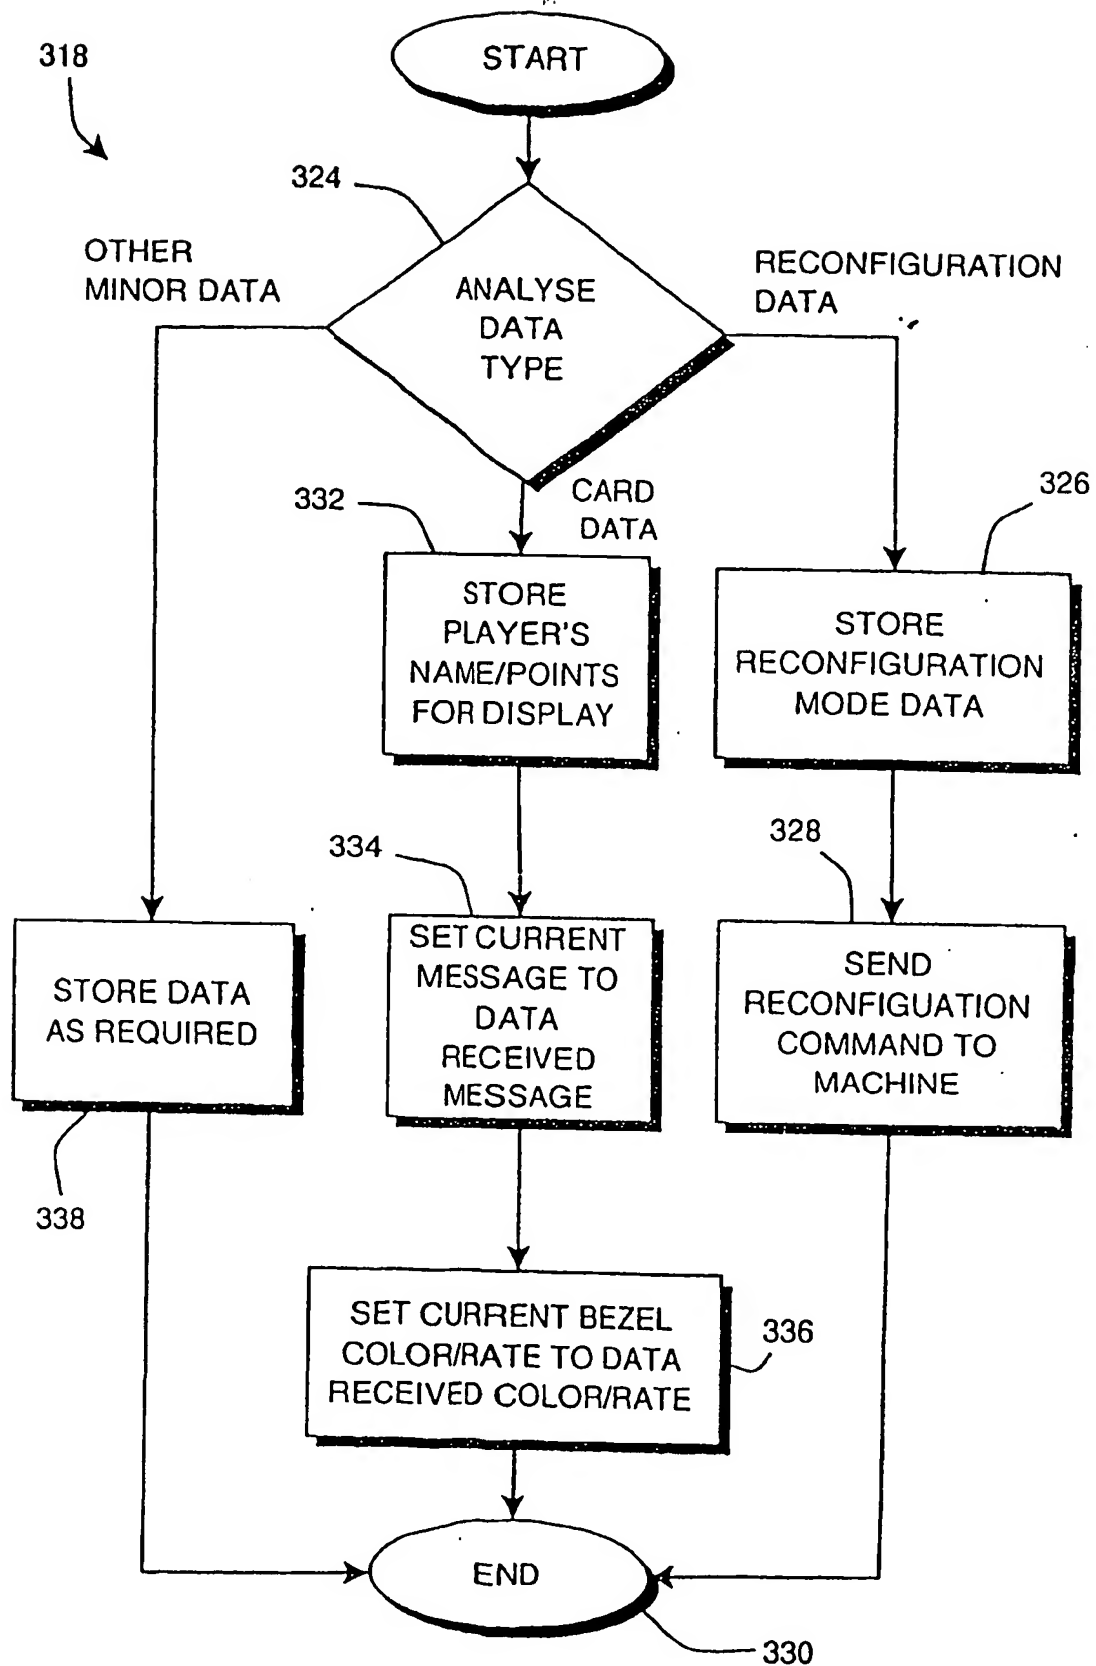 318
START
324
OTHER
MINOR DATA
ANALYSE
DATA
TYPE
RECONFIGURATION
DATA
332
CARD
DATA
326
STORE
PLAYER'S
NAME/POINTS
FOR DISPLAY
STORE
RECONFIGURATION
MODE DATA
334
328
STORE DATA
AS REQUIRED
SET CURRENT
MESSAGE TO
DATA
RECEIVED
MESSAGE
SEND
RECONFIGUATION
COMMAND TO
MACHINE
338
SET CURRENT BEZEL
COLOR/RATE TO DATA
RECEIVED COLOR/RATE
336
END
330